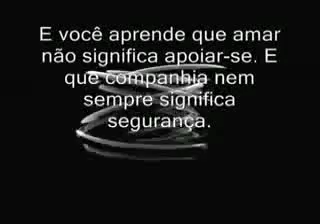 E você aprende que amar
não significa apoiar-se. E
que companhia nem
sempre significa
segurança.